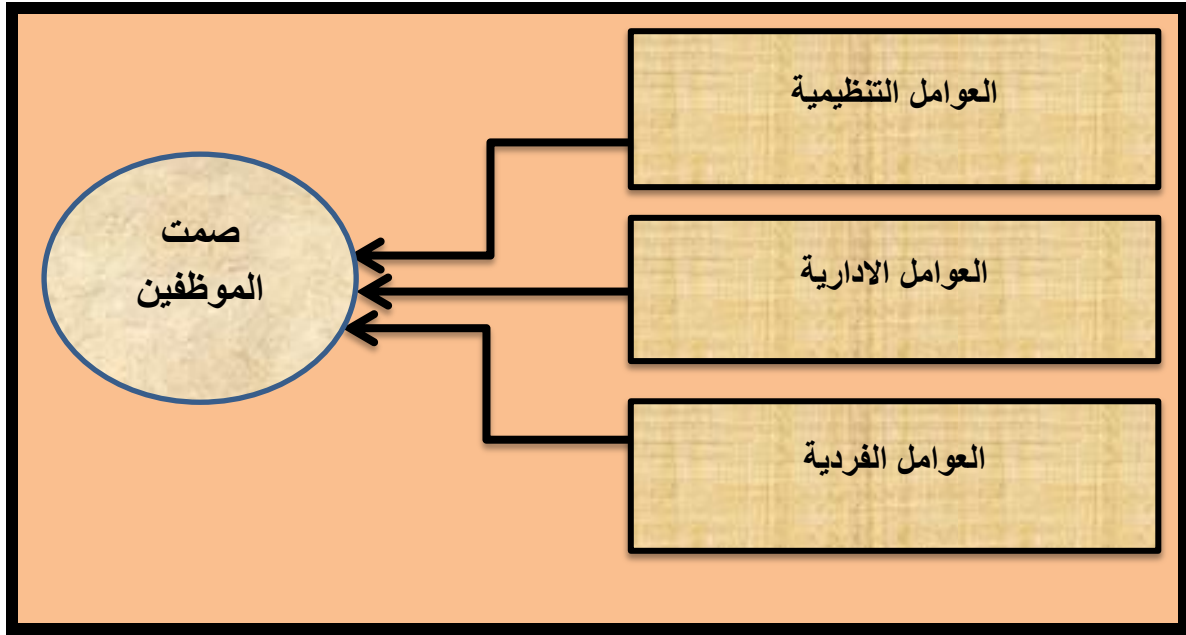 العوامل التنظيمية
العوامل الادارية
العوامل الفردية
صمت
الموظفين